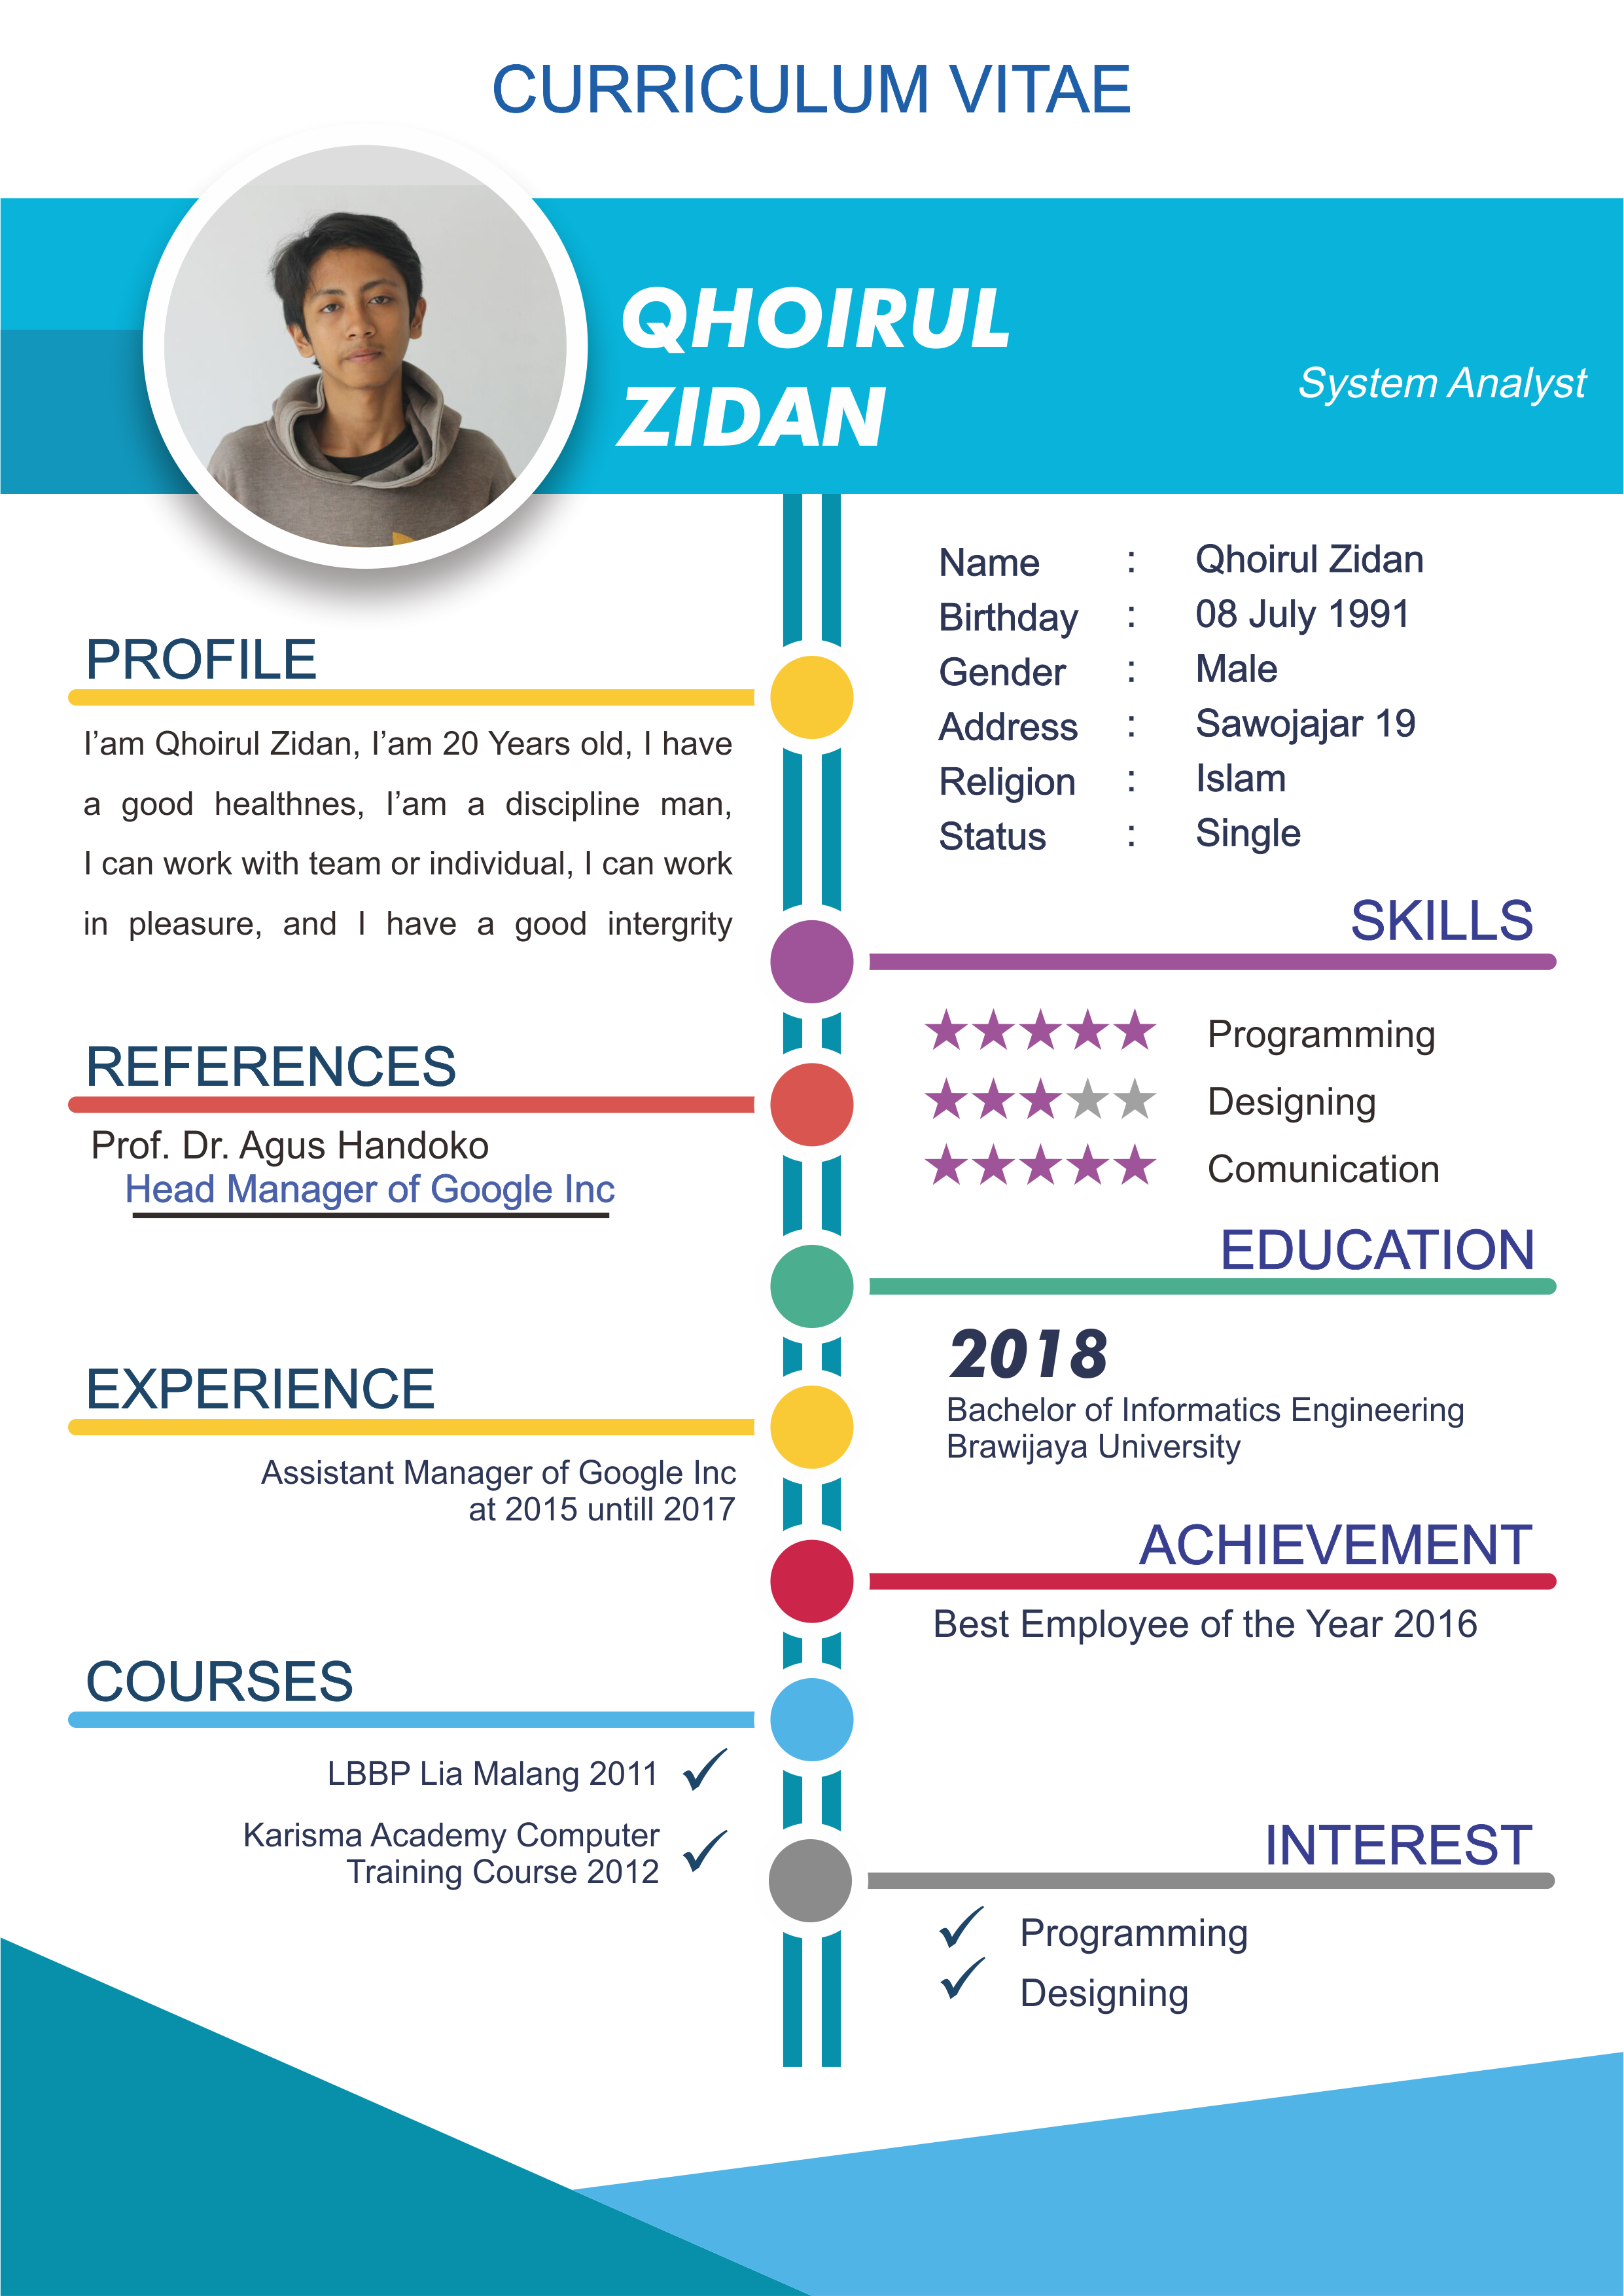 CURRICULUM VITAE
QHOIRUL
ZIDAN
System Analyst
Name : Qhoirul Zidan
Birthday : 08 July 1991
Gender : Male
Address : Sawojajar 19
Religion : Islam
Status : Single
PROFILE
I’am Qhoirul Zidan, I’am 20 Years old, I have
a good healthnes, I’am a discipline man,
I can work with team or individual, I can work
in pleasure, and I have a good intergrity
SKILLS
Programming
Designing
Comunication
REFERENCES
Prof. Dr. Agus Handoko
Head Manager of Google Inc
EDUCATION
2018
Bachelor of Informatics Engineering
Brawijaya University
EXPERIENCE
Assistant Manager of Google Inc
at 2015 untill 2017
ACHIEVEMENT
Best Employee of the Year 2016
COURSES
LBBP Lia Malang 2011
Karisma Academy Computer
Training Course 2012
INTEREST
Programming
Designing